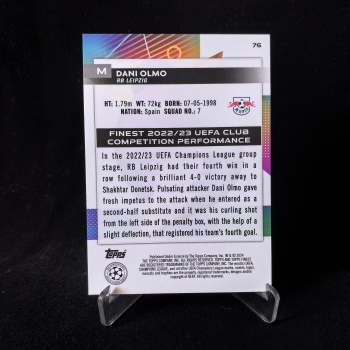 76
M
DANI OLMO
RB LEIPZIG
HT: 1.79m WT: 72kg BORN: 07-05-1998
NATION: Spain SQUAD NO.: 7
FINEST 2022/23 UEFA CLUB
COMPETITION PERFORMANCE
In the 2022/23 UEFA Champions League group
stage, RB Leipzig had their fourth win in a
row following a brilliant 4-0 victory away to
Shakhtar Donetsk. Pulsating attacker Dani Olmo gave
fresh impetus to the attack when he entered as a
second-half substitute and it was his curling shot
from the left side of the penalty box, with the help of a
slight deflection, that registered his team's fourth goal.
Topps